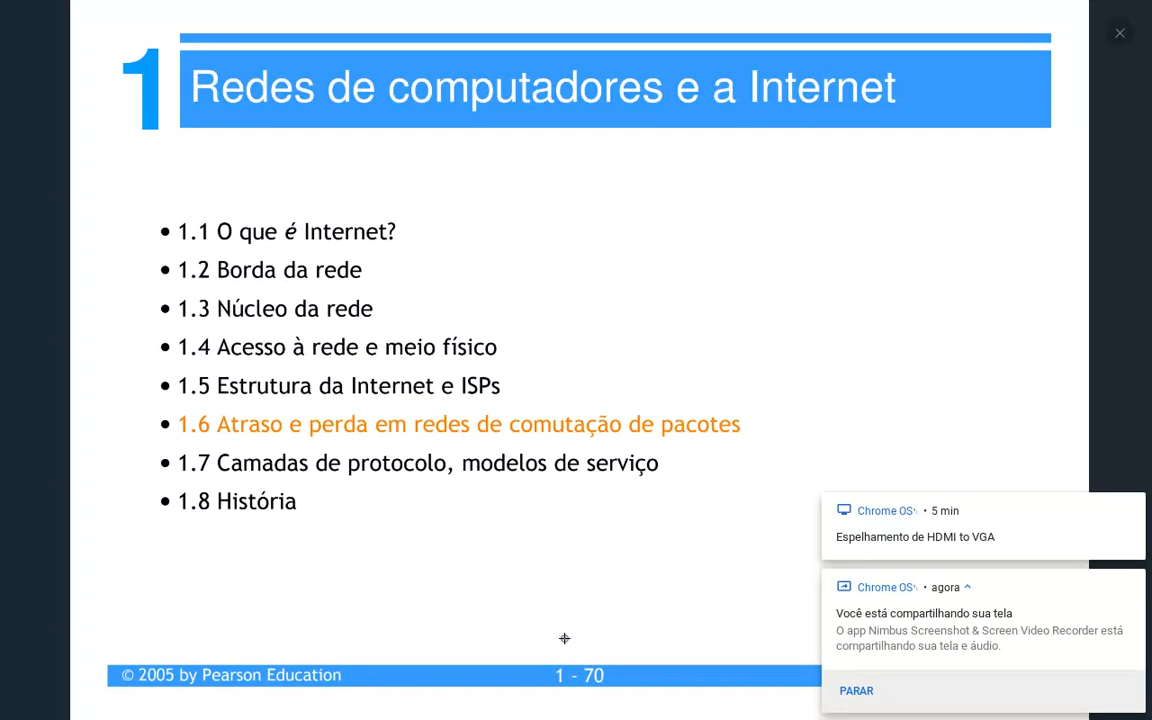 1 Redes de computadores e a Internet
• 1.1 O que é Internet?
• 1.2 Borda da rede
• 1.3 Núcleo da rede
• 1.4 Acesso à rede e meio físico
• 1.5 Estrutura da Internet e ISPs
• 1.6 Atraso e perda em redes de comutação de pacotes
• 1.7 Camadas de protocolo, modelos de serviço
• 1.8 História
Chrome OS • 5 min
Espelhamento de HDMI to VGA
Chrome OS • agora
Você está compartilhando sua tela
O app Nimbus Screenshot & Screen Video Recorder está
compartilhando sua tela e áudio.
PARAR
© 2005 by Pearson Education 1 - 70